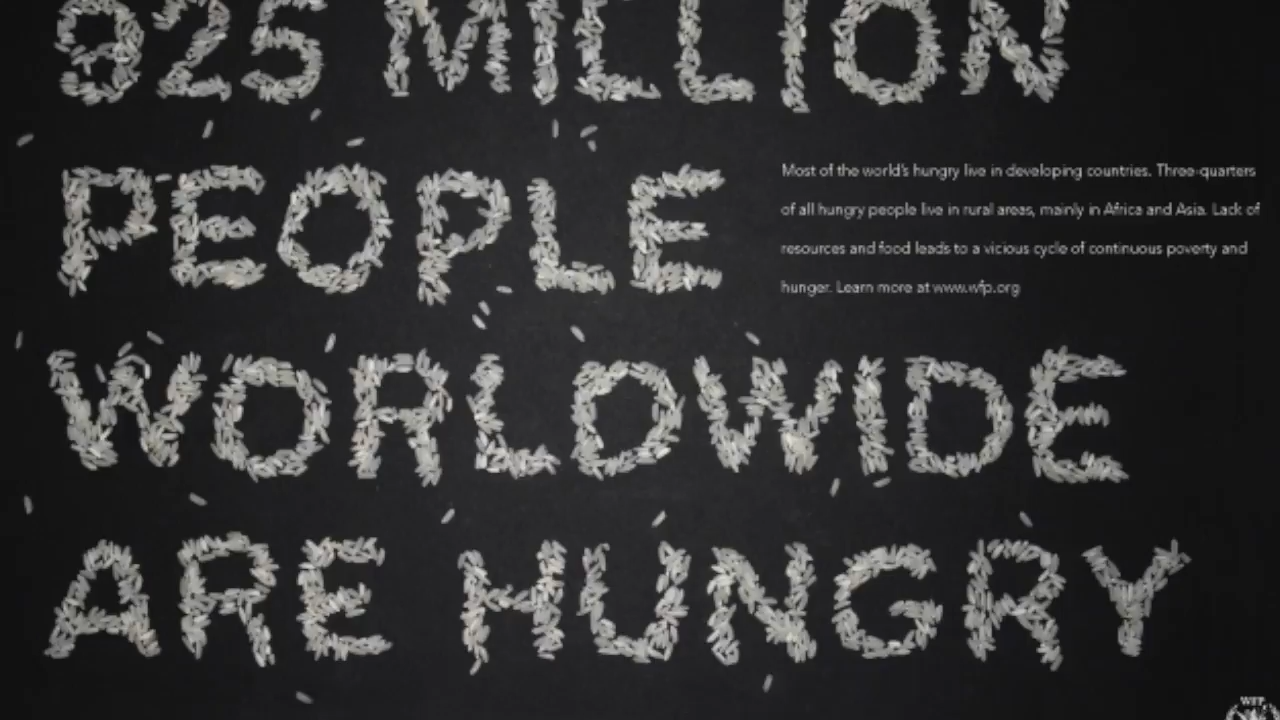 925 MILLION
PEOPLE
Most of the world's hungry live in developing countries. Three-quarters
of all hungry people live in rural areas, mainly in Africa and Asia. Lack of
resources and food leads to a vicious cycle of continuous poverty and
hunger. Learn more at www.wfp.org
WORLDWIDE
ARE HUNGRY
WFP